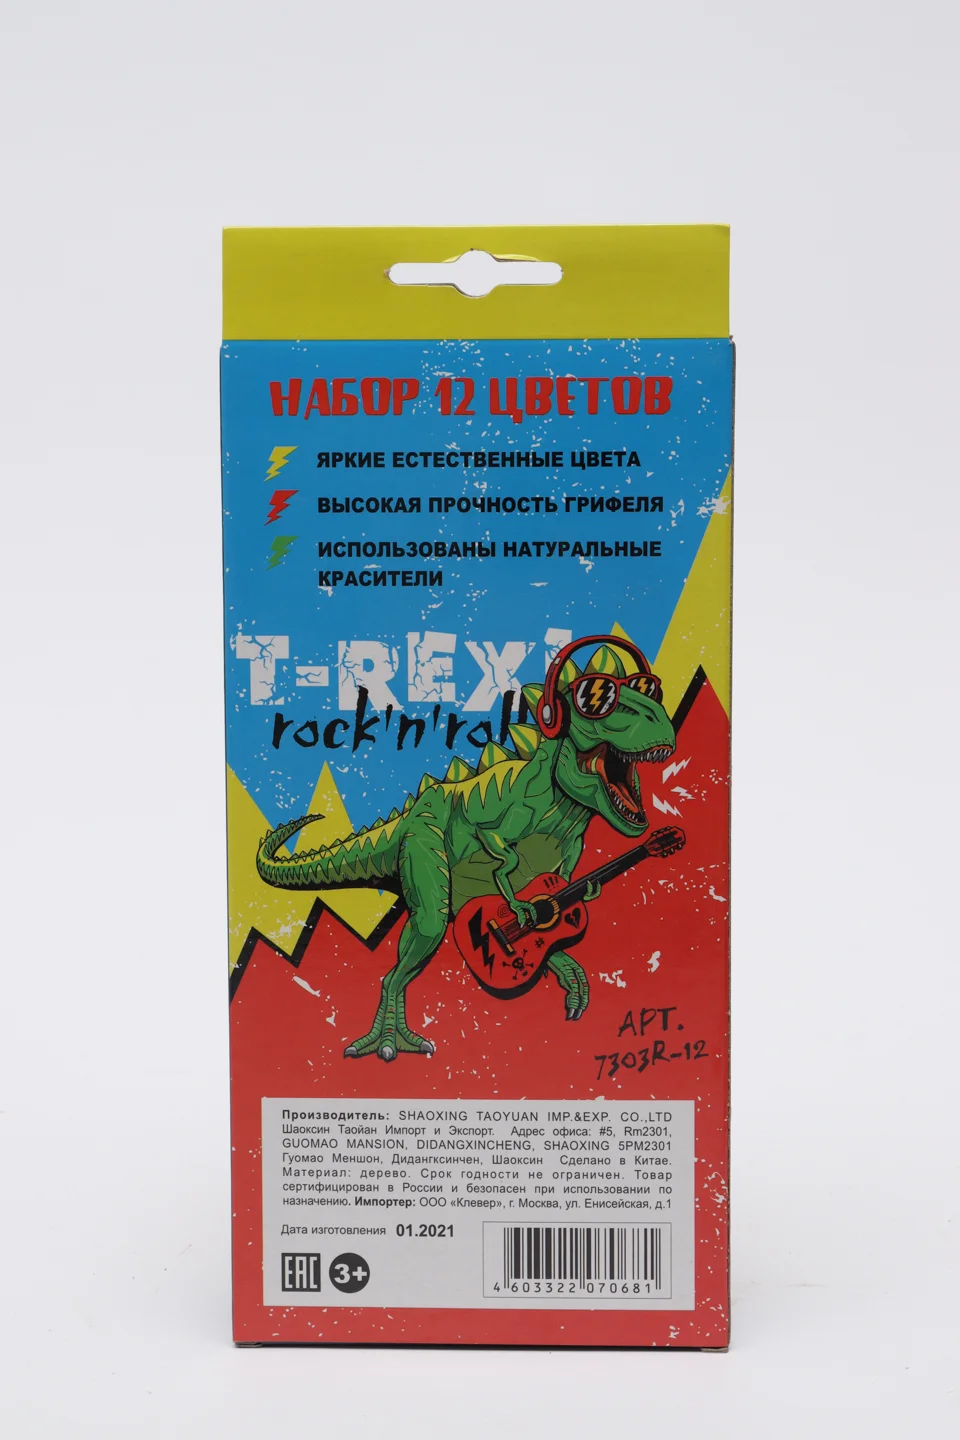 НАБОР 12 ЦВЕТОВ
ЯРКИЕ ЕСТЕСТВЕННЫЕ ЦВЕТА
ВЫСОКАЯ ПРОЧНОСТЬ ГРИФЕЛЯ
ИСПОЛЬЗОВАНЫ НАТУРАЛЬНЫЕ
КРАСИТЕЛИ
T-REX'
rock'n'roll
АРТ.
7303R-12
Производитель: SHAOXING TAOYUAN IMP.&EXP. CO.,LTD
Шаоксин Таойан Импорт и Экспорт. Адрес офиса: #5, Rm2301,
GUOMAO MANSION, DIDANGXINCHENG, SHAOXING 5PM2301
Гуомао Меншон, Дидангксинчен, Шаоксин Сделано в Китае.
Материал: дерево. Срок годности не ограничен. Товар
сертифицирован в России и безопасен при использовании по
назначению. Импортер: ООО «Клевер», г. Москва, ул. Енисейская, д.1
Дата изготовления 01.2021
EAC 3+
4 603322 070681